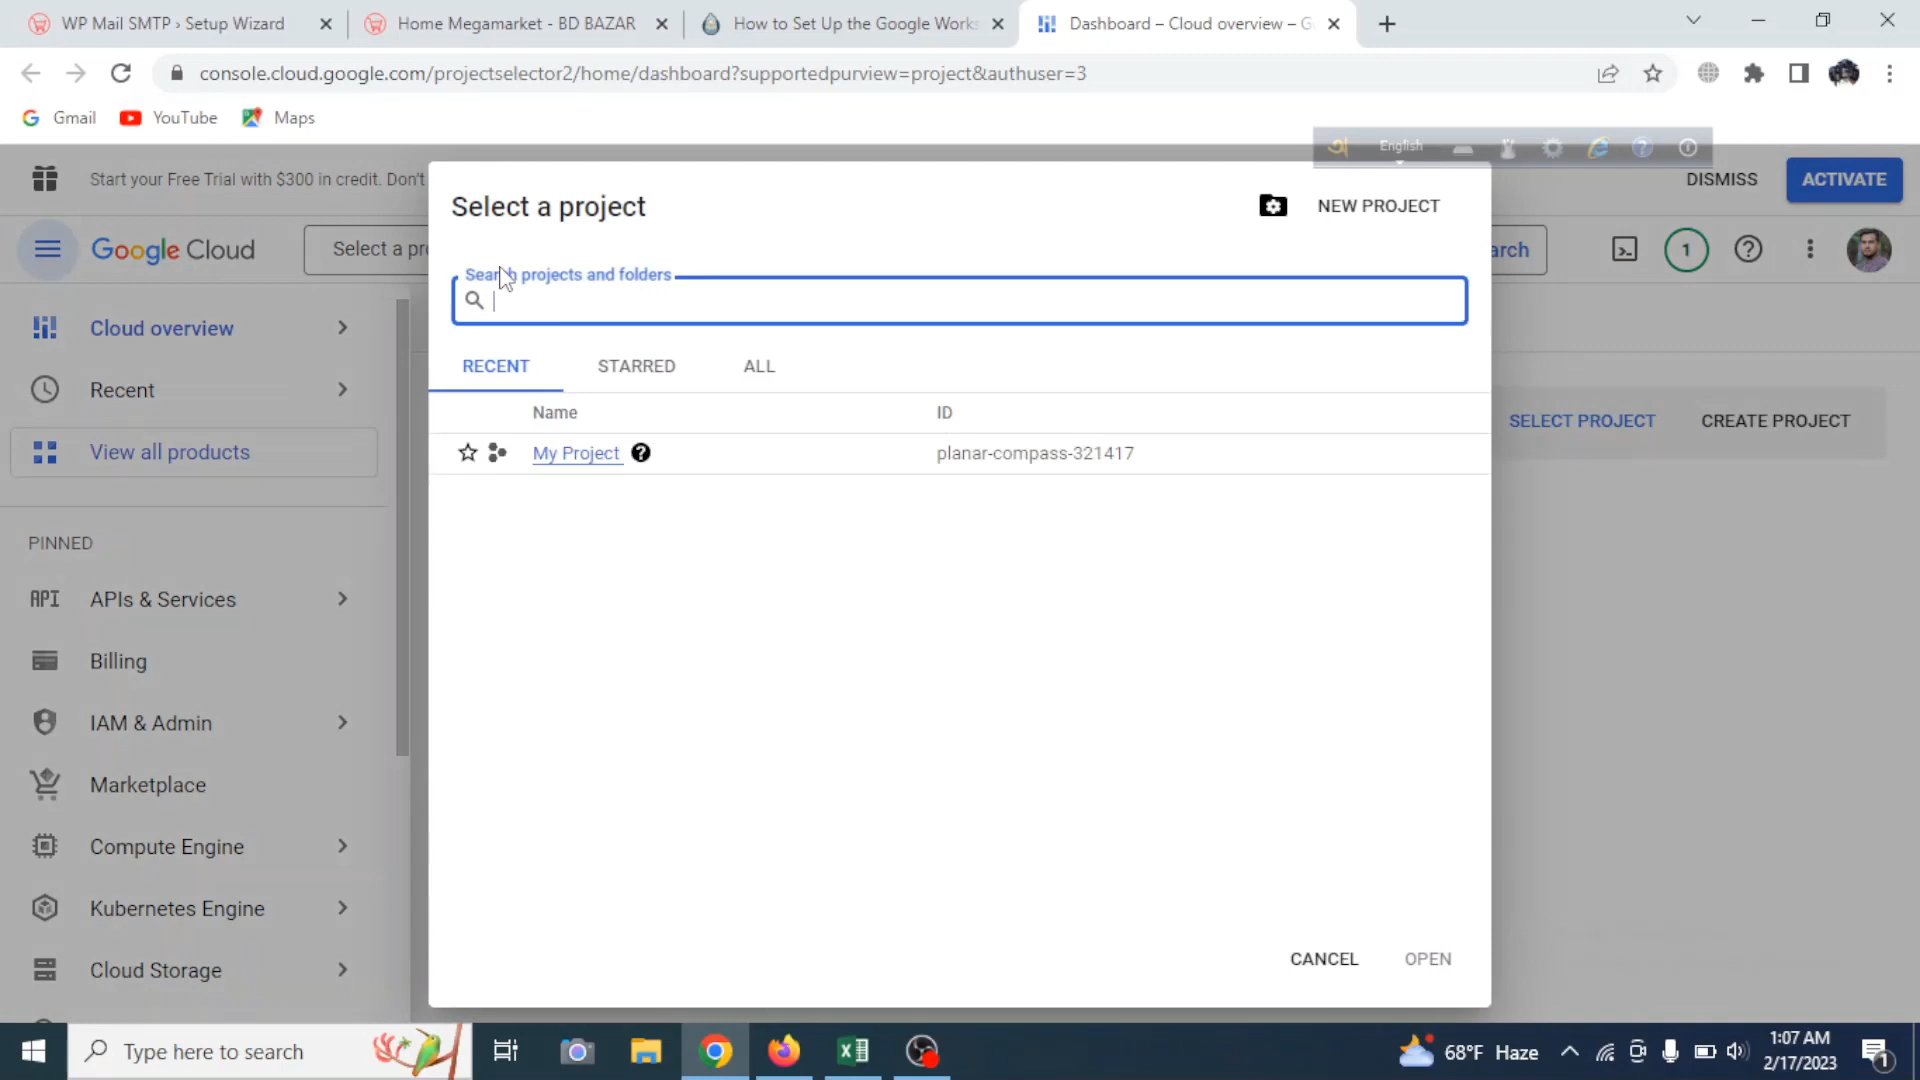 WP Mail SMTP › Setup Wizard
Home Megamarket - BD BAZAR
How to Set Up the Google Works
Dashboard – Cloud overview – G
console.cloud.google.com/projectselector2/home/dashboard?supportedpurview=project&authuser=3
Gmail
YouTube
Maps
English
Start your Free Trial with $300 in credit. Don't
DISMISS
ACTIVATE
Select a project
NEW PROJECT
Google Cloud
Select a pr
arch
1
Search projects and folders
Cloud overview
Recent
View all products
RECENT
STARRED
ALL
Name
ID
My Project
planar-compass-321417
SELECT PROJECT
CREATE PROJECT
PINNED
API
APIs & Services
Billing
IAM & Admin
Marketplace
Compute Engine
Kubernetes Engine
Cloud Storage
CANCEL
OPEN
Type here to search
68°F Haze
1:07 AM
2/17/2023
1